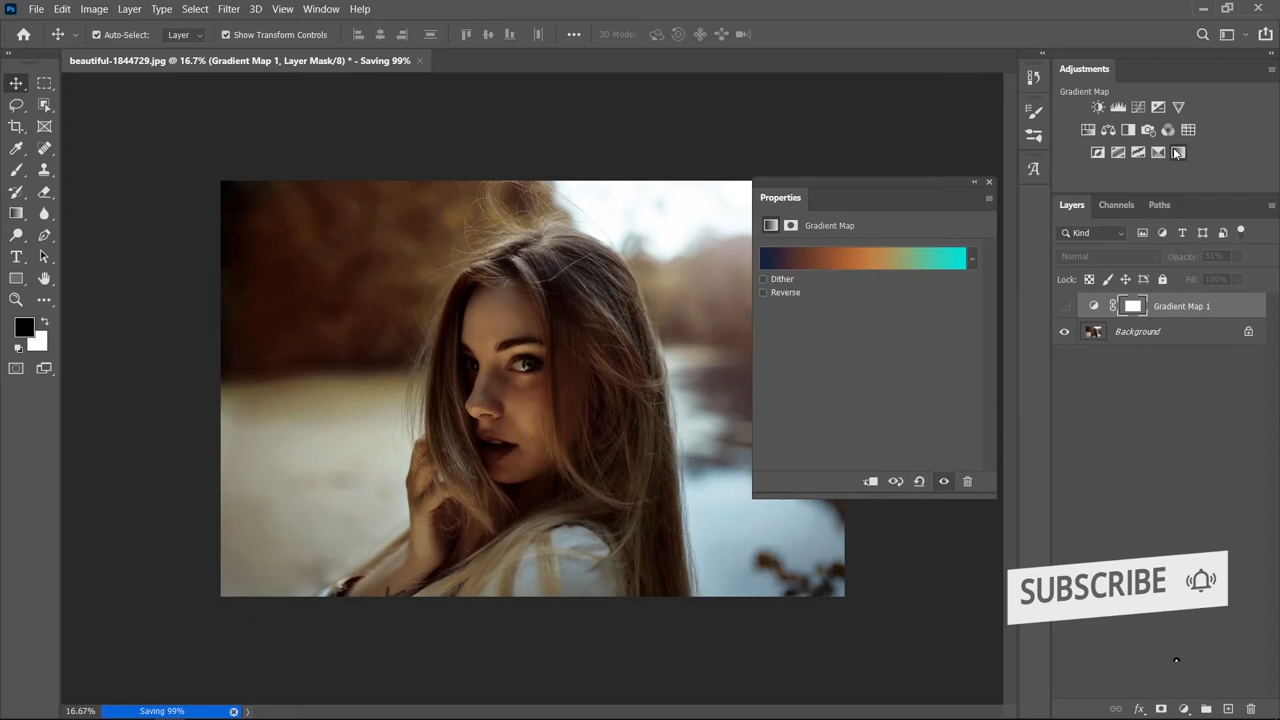 Ps File Edit Image Layer Type Select Filter 3D View Window Help
Auto-Select: Layer Show Transform Controls 3D Mode:
beautiful-1844729.jpg @ 16.7% (Gradient Map 1, Layer Mask/8) * - Saving 99% ×
Adjustments
Gradient Map
Properties
Gradient Map
Dither
Reverse
Layers Channels Paths
Kind
Normal Opacity: 51%
Lock: Fill: 100%
Gradient Map 1
Background
SUBSCRIBE
16.67% Saving 99%